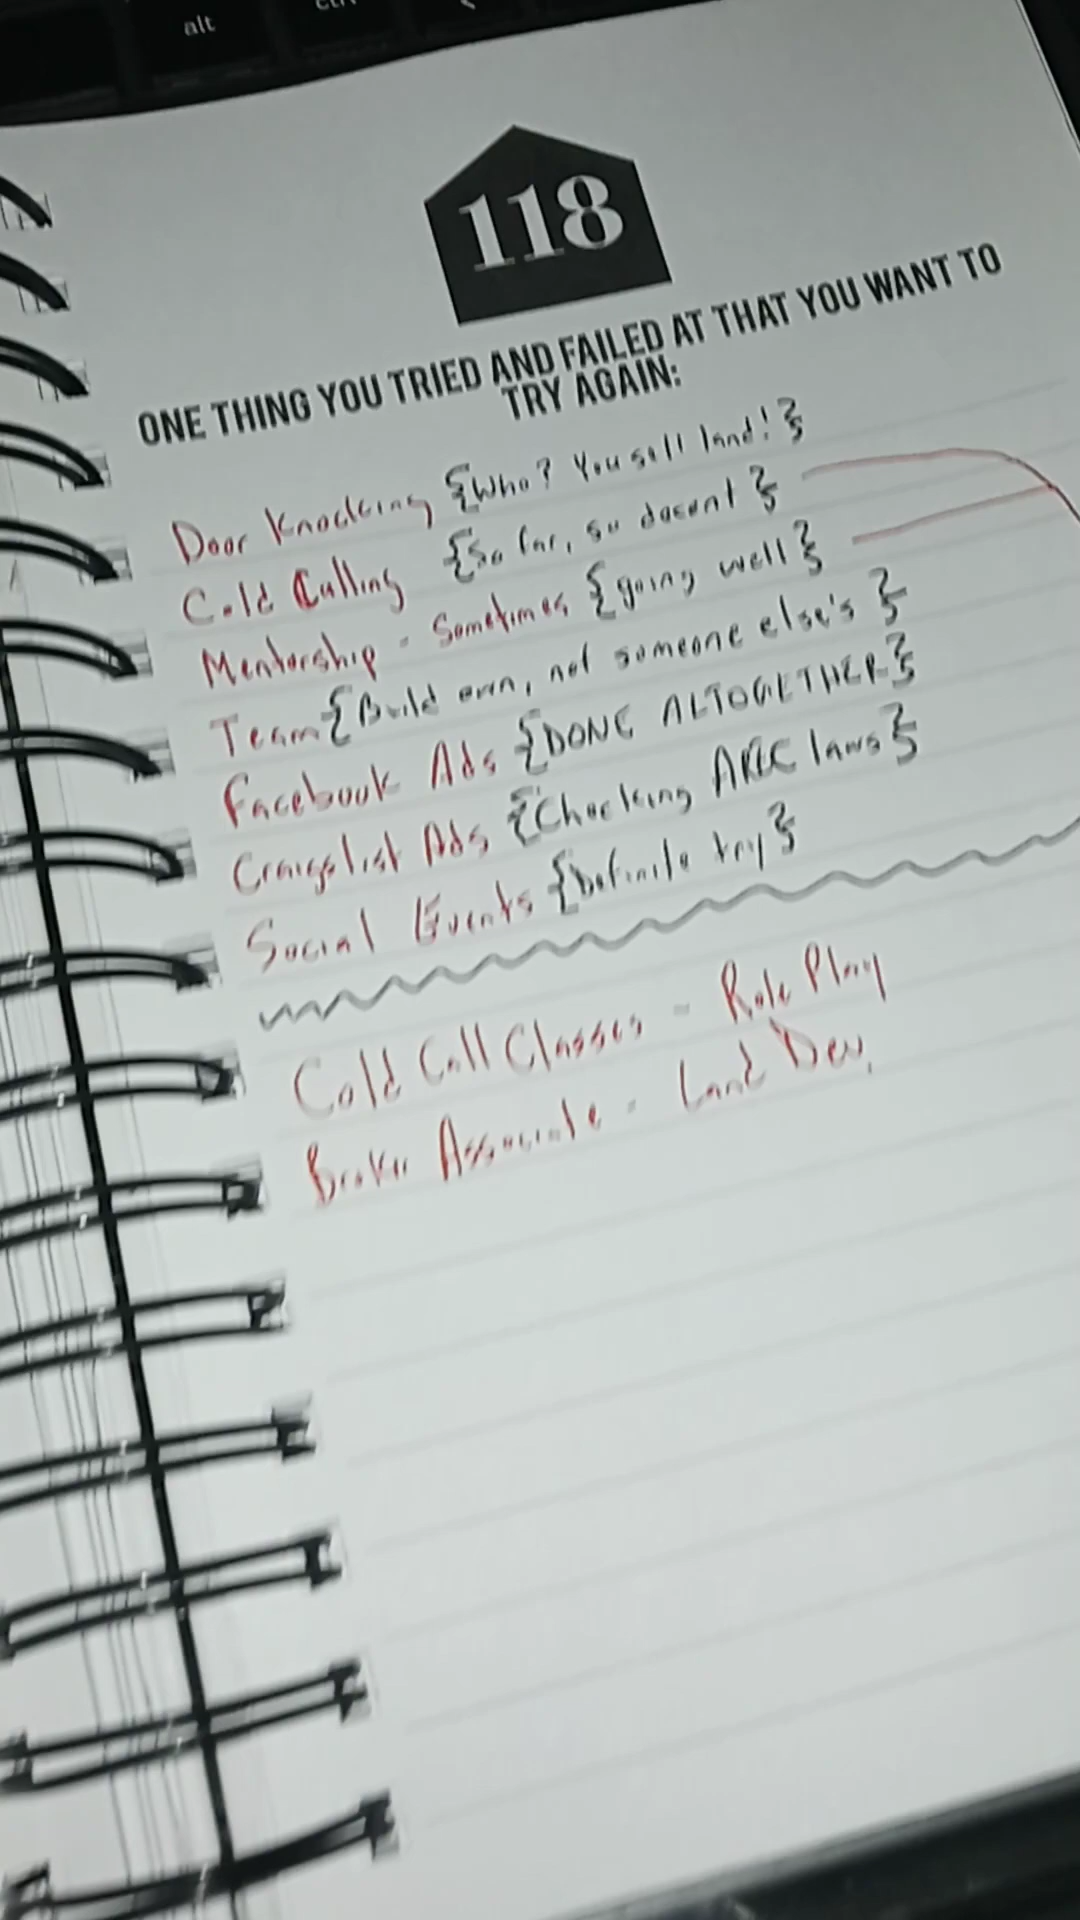 alt
118
ONE THING YOU TRIED AND FAILED AT THAT YOU WANT TO
TRY AGAIN:
Door Knocking {Who? You sell land!}
Cold Calling {So far, so decent}
Mentorship - Sometimes {going well}
Team {Build own, not someone else's}
Facebook Ads {DONE ALTOGETHER}
Craigslist Ads {Checking AREC laws}
Social Events {Definite try}
Cold Call Classes - Role Play
Broker Associate - Land Dev.